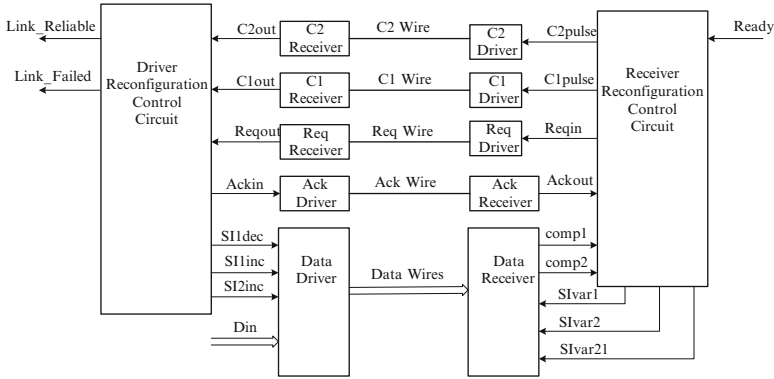 Link_Reliable
Link_Failed
Driver
Reconfiguration
Control
Circuit
C2out
C2
Receiver
C2 Wire
C2
Driver
C2pulse
Ready
C1out
C1
Receiver
C1 Wire
C1
Driver
C1pulse
Receiver
Reconfiguration
Control
Circuit
Reqout
Req
Receiver
Req Wire
Req
Driver
Reqin
Ackin
Ack
Driver
Ack Wire
Ack
Receiver
Ackout
SI1dec
SI1inc
SI2inc
Din
Data
Driver
Data Wires
Data
Receiver
comp1
comp2
SIvar1
SIvar2
SIvar21